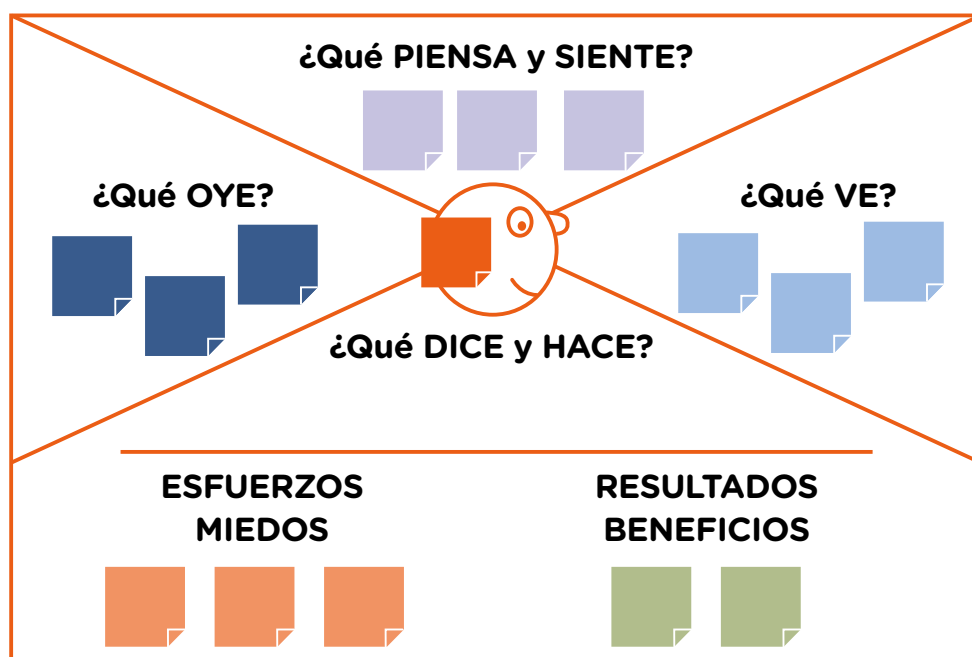 ¿Qué PIENSA y SIENTE?
¿Qué OYE?
¿Qué VE?
¿Qué DICE y HACE?
ESFUERZOS
MIEDOS
RESULTADOS
BENEFICIOS